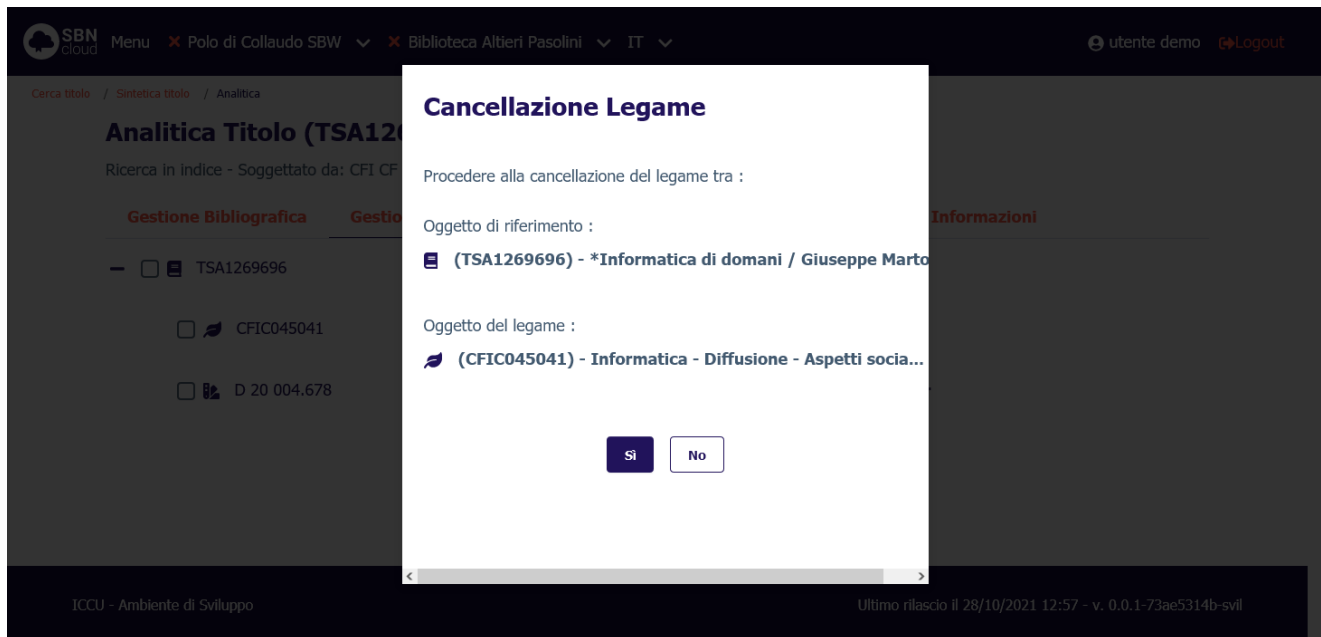 SBN
cloud
Menu
Polo di Collaudo SBW
Biblioteca Altieri Pasolini
IT
utente demo
Logout
Cerca titolo / Sintetica titolo / Analitica
Analitica Titolo (TSA126
Ricerca in indice - Soggettato da: CFI CF
Gestione Bibliografica
Gestio
Informazioni
TSA1269696
CFIC045041
D 20 004.678
Cancellazione Legame
Procedere alla cancellazione del legame tra :
Oggetto di riferimento :
(TSA1269696) - *Informatica di domani / Giuseppe Marto
Oggetto del legame :
(CFIC045041) - Informatica - Diffusione - Aspetti socia...
Sì
No
ICCU - Ambiente di Sviluppo
Ultimo rilascio il 28/10/2021 12:57 - v. 0.0.1-73ae5314b-svil